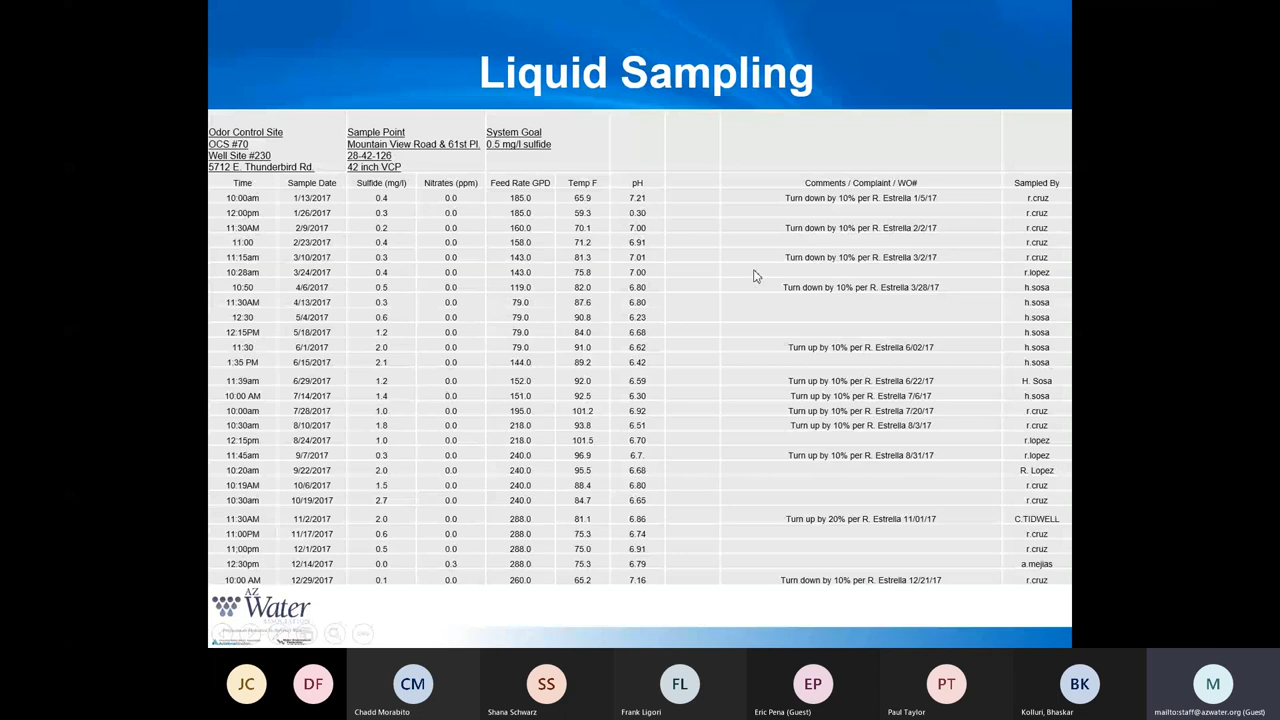 Liquid Sampling
Odor Control Site Sample Point System Goal
OCS #70 Mountain View Road & 61st Pl. 0.5 mg/l sulfide
Well Site #230 28-42-126
5712 E. Thunderbird Rd. 42 inch VCP
Time Sample Date Sulfide (mg/l) Nitrates (ppm) Feed Rate GPD Temp F pH Comments / Complaint / WO# Sampled By
10:00am 1/13/2017 0.4 0.0 185.0 65.9 7.21 Turn down by 10% per R. Estrella 1/5/17 r.cruz
12:00pm 1/26/2017 0.3 0.0 185.0 59.3 0.30 r.cruz
11:30AM 2/9/2017 0.2 0.0 160.0 70.1 7.00 Turn down by 10% per R. Estrella 2/2/17 r.cruz
11:00 2/23/2017 0.4 0.0 158.0 71.2 6.91 r.cruz
11:15am 3/10/2017 0.3 0.0 143.0 81.3 7.01 Turn down by 10% per R. Estrella 3/2/17 r.cruz
10:28am 3/24/2017 0.4 0.0 143.0 75.8 7.00 r.lopez
10:50 4/6/2017 0.5 0.0 119.0 82.0 6.80 Turn down by 10% per R. Estrella 3/28/17 h.sosa
11:30AM 4/13/2017 0.3 0.0 79.0 87.6 6.80 h.sosa
12:30 5/4/2017 0.6 0.0 79.0 90.8 6.23 h.sosa
12:15PM 5/18/2017 1.2 0.0 79.0 84.0 6.68 h.sosa
11:30 6/1/2017 2.0 0.0 79.0 91.0 6.62 Turn up by 10% per R. Estrella 6/02/17 h.sosa
1:35 PM 6/15/2017 2.1 0.0 144.0 89.2 6.42 h.sosa
11:39am 6/29/2017 1.2 0.0 152.0 92.0 6.59 Turn up by 10% per R. Estrella 6/22/17 H. Sosa
10:00 AM 7/14/2017 1.4 0.0 151.0 92.5 6.30 Turn up by 10% per R. Estrella 7/6/17 h.sosa
10:00am 7/28/2017 1.0 0.0 195.0 101.2 6.92 Turn up by 10% per R. Estrella 7/20/17 r.cruz
10:30am 8/10/2017 1.8 0.0 218.0 93.8 6.51 Turn up by 10% per R. Estrella 8/3/17 r.cruz
12:15pm 8/24/2017 1.0 0.0 218.0 101.5 6.70 r.lopez
11:45am 9/7/2017 0.3 0.0 240.0 96.9 6.7. Turn up by 10% per R. Estrella 8/31/17 r.lopez
10:20am 9/22/2017 2.0 0.0 240.0 95.5 6.68 R. Lopez
10:19AM 10/6/2017 1.5 0.0 240.0 88.4 6.80 r.cruz
10:30am 10/19/2017 2.7 0.0 240.0 84.7 6.65 r.cruz
11:30AM 11/2/2017 2.0 0.0 288.0 81.1 6.86 Turn up by 20% per R. Estrella 11/01/17 C.TIDWELL
11:00PM 11/17/2017 0.6 0.0 288.0 75.3 6.74 r.cruz
11;00pm 12/1/2017 0.5 0.0 288.0 75.0 6.91 r.cruz
12:30pm 12/14/2017 0.0 0.3 288.0 75.3 6.79 a.mejias
10:00 AM 12/29/2017 0.1 0.0 260.0 65.2 7.16 Turn down by 10% per R. Estrella 12/21/17 r.cruz
AZ
Water
ASSOCIATION
JC DF CM SS FL EP PT BK M
Chadd Morabito Shana Schwarz Frank Ligori Eric Pena (Guest) Paul Taylor Kolluri, Bhaskar mailto:staff@azwater.org (Guest)